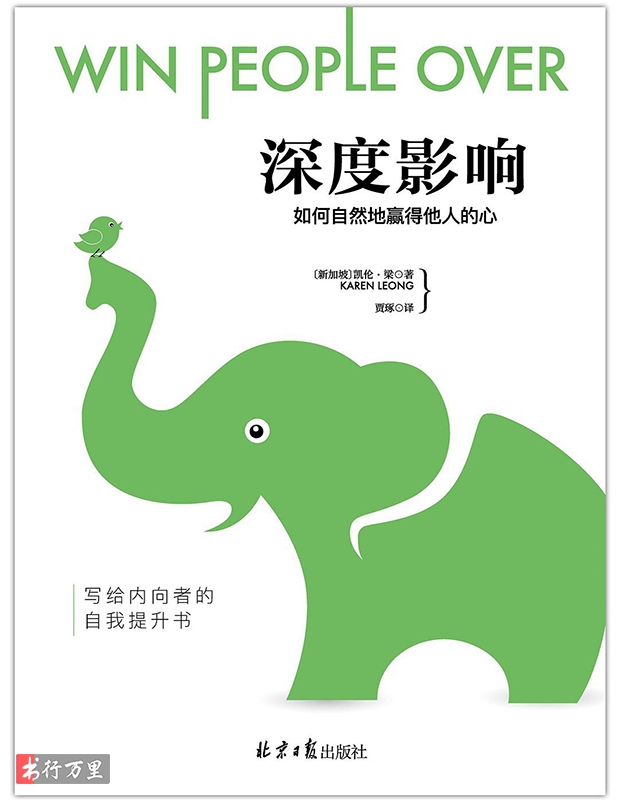 WIN PEOPLE OVER
深度影响
如何自然地赢得他人的心
〔新加坡〕凯伦·梁⊙著
KAREN LEONG
贾琢⊙译
写给内向者的
自我提升书
北京日报出版社
书行万里